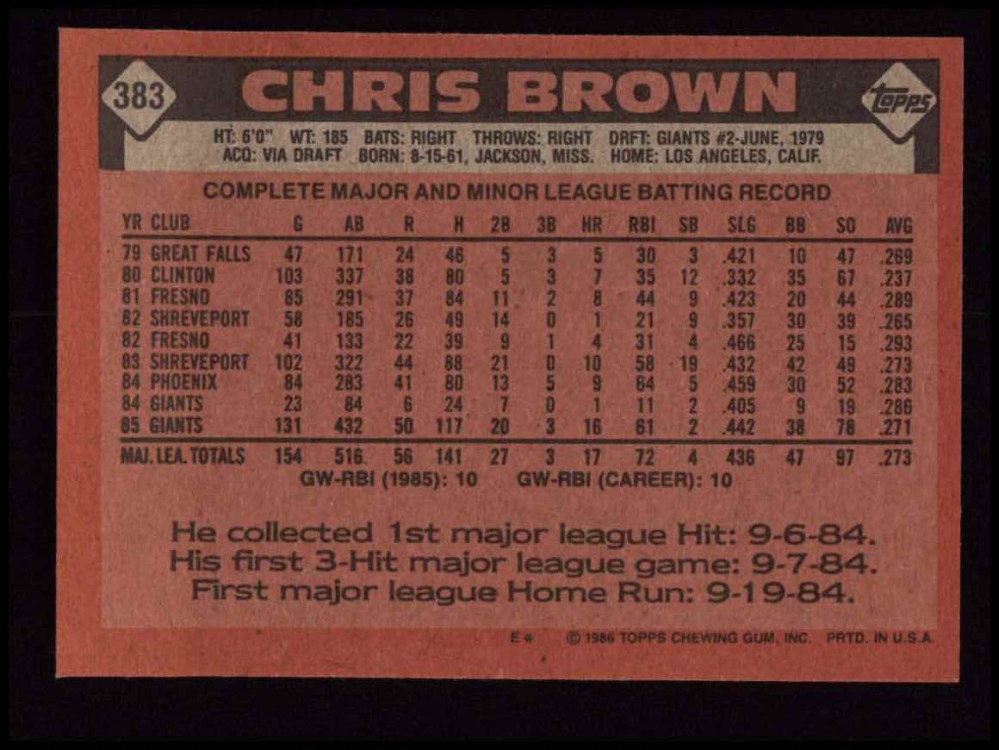 383
CHRIS BROWN
topps
HT: 6'0" WT: 185 BATS: RIGHT THROWS: RIGHT DRFT: GIANTS #2-JUNE, 1979
ACQ: VIA DRAFT BORN: 8-15-61, JACKSON, MISS. HOME: LOS ANGELES, CALIF.
COMPLETE MAJOR AND MINOR LEAGUE BATTING RECORD
YR CLUB G AB R H 2B 3B HR RBI SB SLG BB SO AVG
79 GREAT FALLS 47 171 24 46 5 3 5 30 3 .421 10 47 .269
80 CLINTON 103 337 38 80 5 3 7 35 12 .332 35 67 .237
81 FRESNO 85 291 37 84 11 2 8 44 9 .423 20 44 .289
82 SHREVEPORT 58 185 26 49 14 0 1 21 9 .357 30 39 .265
82 FRESNO 41 133 22 39 9 1 4 31 4 .466 25 15 .293
83 SHREVEPORT 102 322 44 88 21 0 10 58 19 .432 42 49 .273
84 PHOENIX 84 283 41 80 13 5 9 64 5 .459 30 52 .283
84 GIANTS 23 84 6 24 7 0 1 11 2 .405 9 19 .286
85 GIANTS 131 432 50 117 20 3 16 61 2 .442 38 78 .271
MAJ. LEA. TOTALS 154 516 56 141 27 3 17 72 4 .436 47 97 .273
GW-RBI (1985): 10 GW-RBI (CAREER): 10
He collected 1st major league Hit: 9-6-84.
His first 3-Hit major league game: 9-7-84.
First major league Home Run: 9-19-84.
E* © 1986 TOPPS CHEWING GUM, INC. PRTD. IN U.S.A.